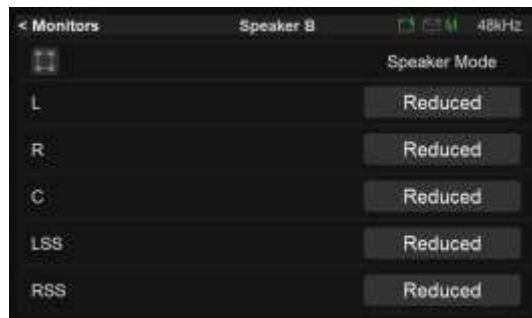 < Monitors Speaker B M 48kHz
Speaker Mode
L Reduced
R Reduced
C Reduced
LSS Reduced
RSS Reduced